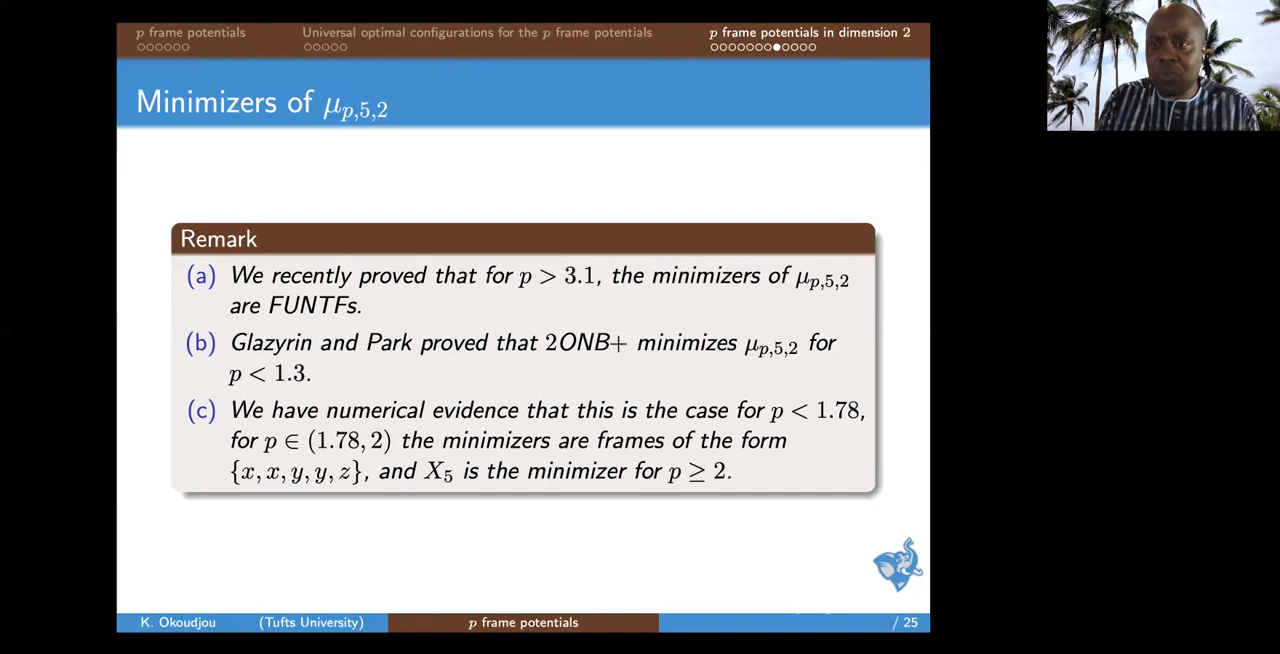 p frame potentials
Universal optimal configurations for the p frame potentials
p frame potentials in dimension 2
Minimizers of μp,5,2
Remark
(a) We recently proved that for p > 3.1, the minimizers of μp,5,2
are FUNTFs.
(b) Glazyrin and Park proved that 2ONB+ minimizes μp,5,2 for
p < 1.3.
(c) We have numerical evidence that this is the case for p < 1.78,
for p ∈ (1.78, 2) the minimizers are frames of the form
{x, x, y, y, z}, and X5 is the minimizer for p ≥ 2.
K. Okoudjou (Tufts University)
p frame potentials
/ 25